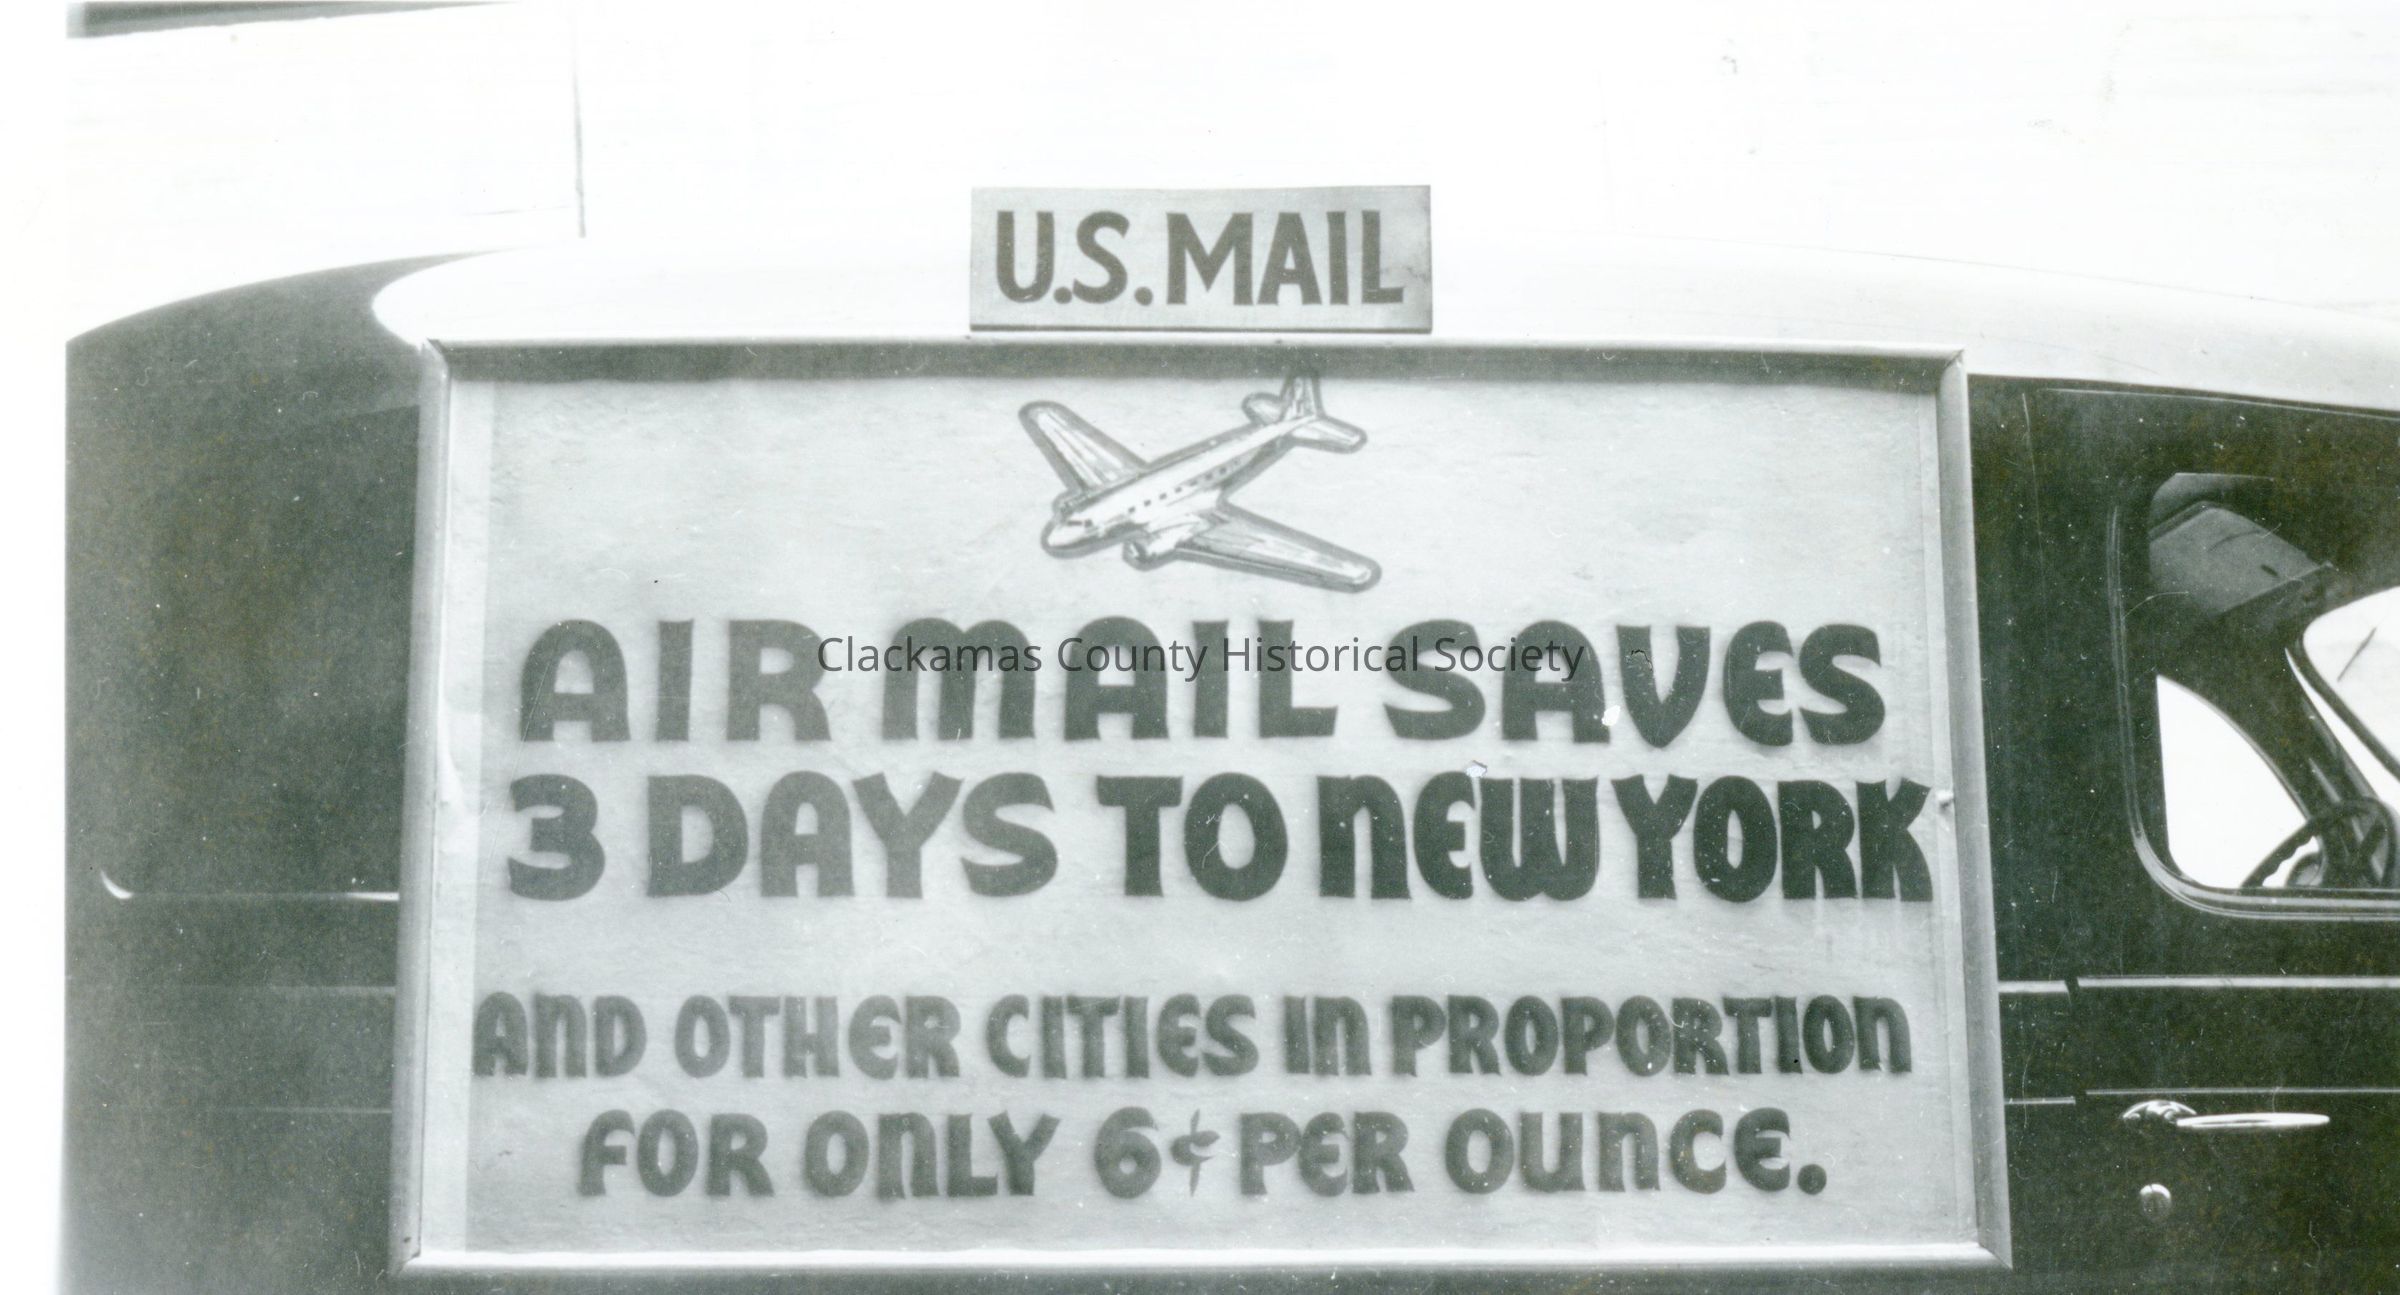 U.S. MAIL
AIR MAIL SAVES
Clackamas County Historical Society
3 DAYS TO NEW YORK
AND OTHER CITIES IN PROPORTION
FOR ONLY 6¢ PER OUNCE.